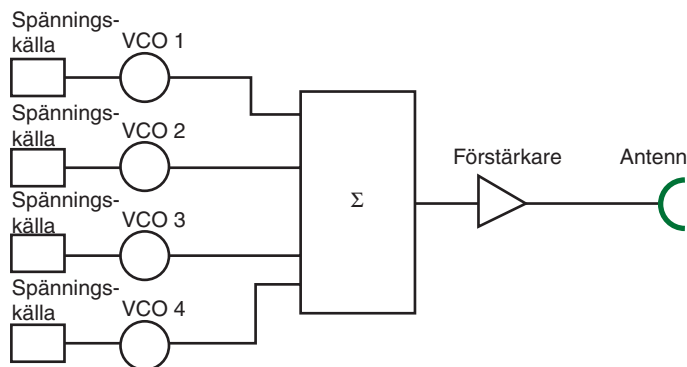 Spännings-
källa
VCO 1
Spännings-
källa
VCO 2
Förstärkare
Antenn
Σ
Spännings-
källa
VCO 3
Spännings-
källa
VCO 4